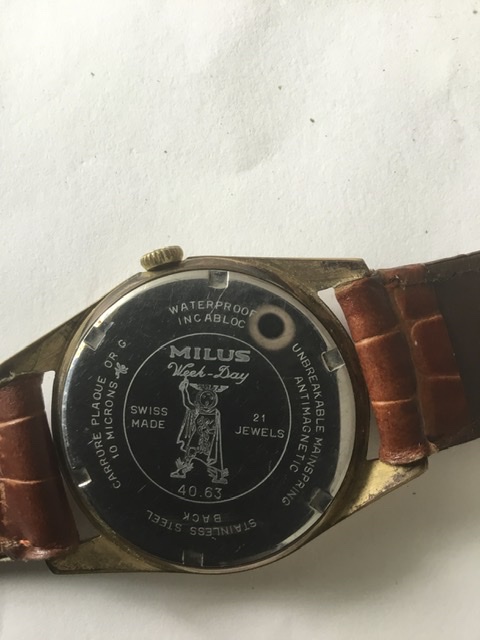 WATERPROOF
INCABLOC
UNBREAKABLE MAINSPRING
ANTIMAGNETIC
STAINLESS STEEL
BACK
CARRURE PLAQUE OR G
10 MICRONS
MILUS
Week-Day
SWISS
MADE
21
JEWELS
40.63